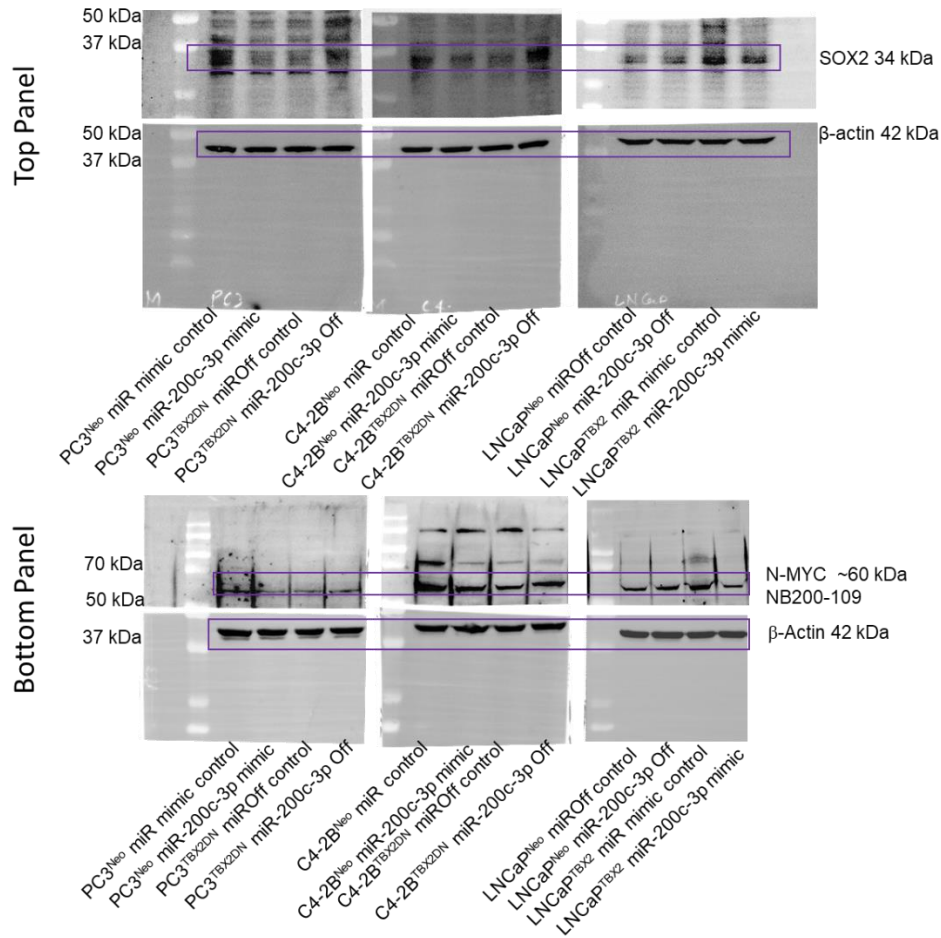 50 kDa
37 kDa
SOX2 34 kDa
Top Panel
50 kDa
37 kDa
β-actin 42 kDa
M
PC3
C4-
LNCaP
PC3Neo miR mimic control
PC3Neo miR-200c-3p mimic
PC3TBX2DN miROff control
PC3TBX2DN miR-200c-3p Off
C4-2BNeo miR control
C4-2BNeo miR-200c-3p mimic
C4-2BTBX2DN miROff control
C4-2BTBX2DN miR-200c-3p Off
LNCaPNeo miROff control
LNCaPNeo miR-200c-3p Off
LNCaPTBX2 miR mimic control
LNCaPTBX2 miR-200c-3p mimic
Bottom Panel
70 kDa
50 kDa
N-MYC ~60 kDa
NB200-109
37 kDa
β-Actin 42 kDa
PC3Neo miR mimic control
PC3Neo miR-200c-3p mimic
PC3TBX2DN miROff control
PC3TBX2DN miR-200c-3p Off
C4-2BNeo miR control
C4-2BNeo miR-200c-3p mimic
C4-2BTBX2DN miROff control
C4-2BTBX2DN miR-200c-3p Off
LNCaPNeo miROff control
LNCaPNeo miR-200c-3p Off
LNCaPTBX2 miR mimic control
LNCaPTBX2 miR-200c-3p mimic